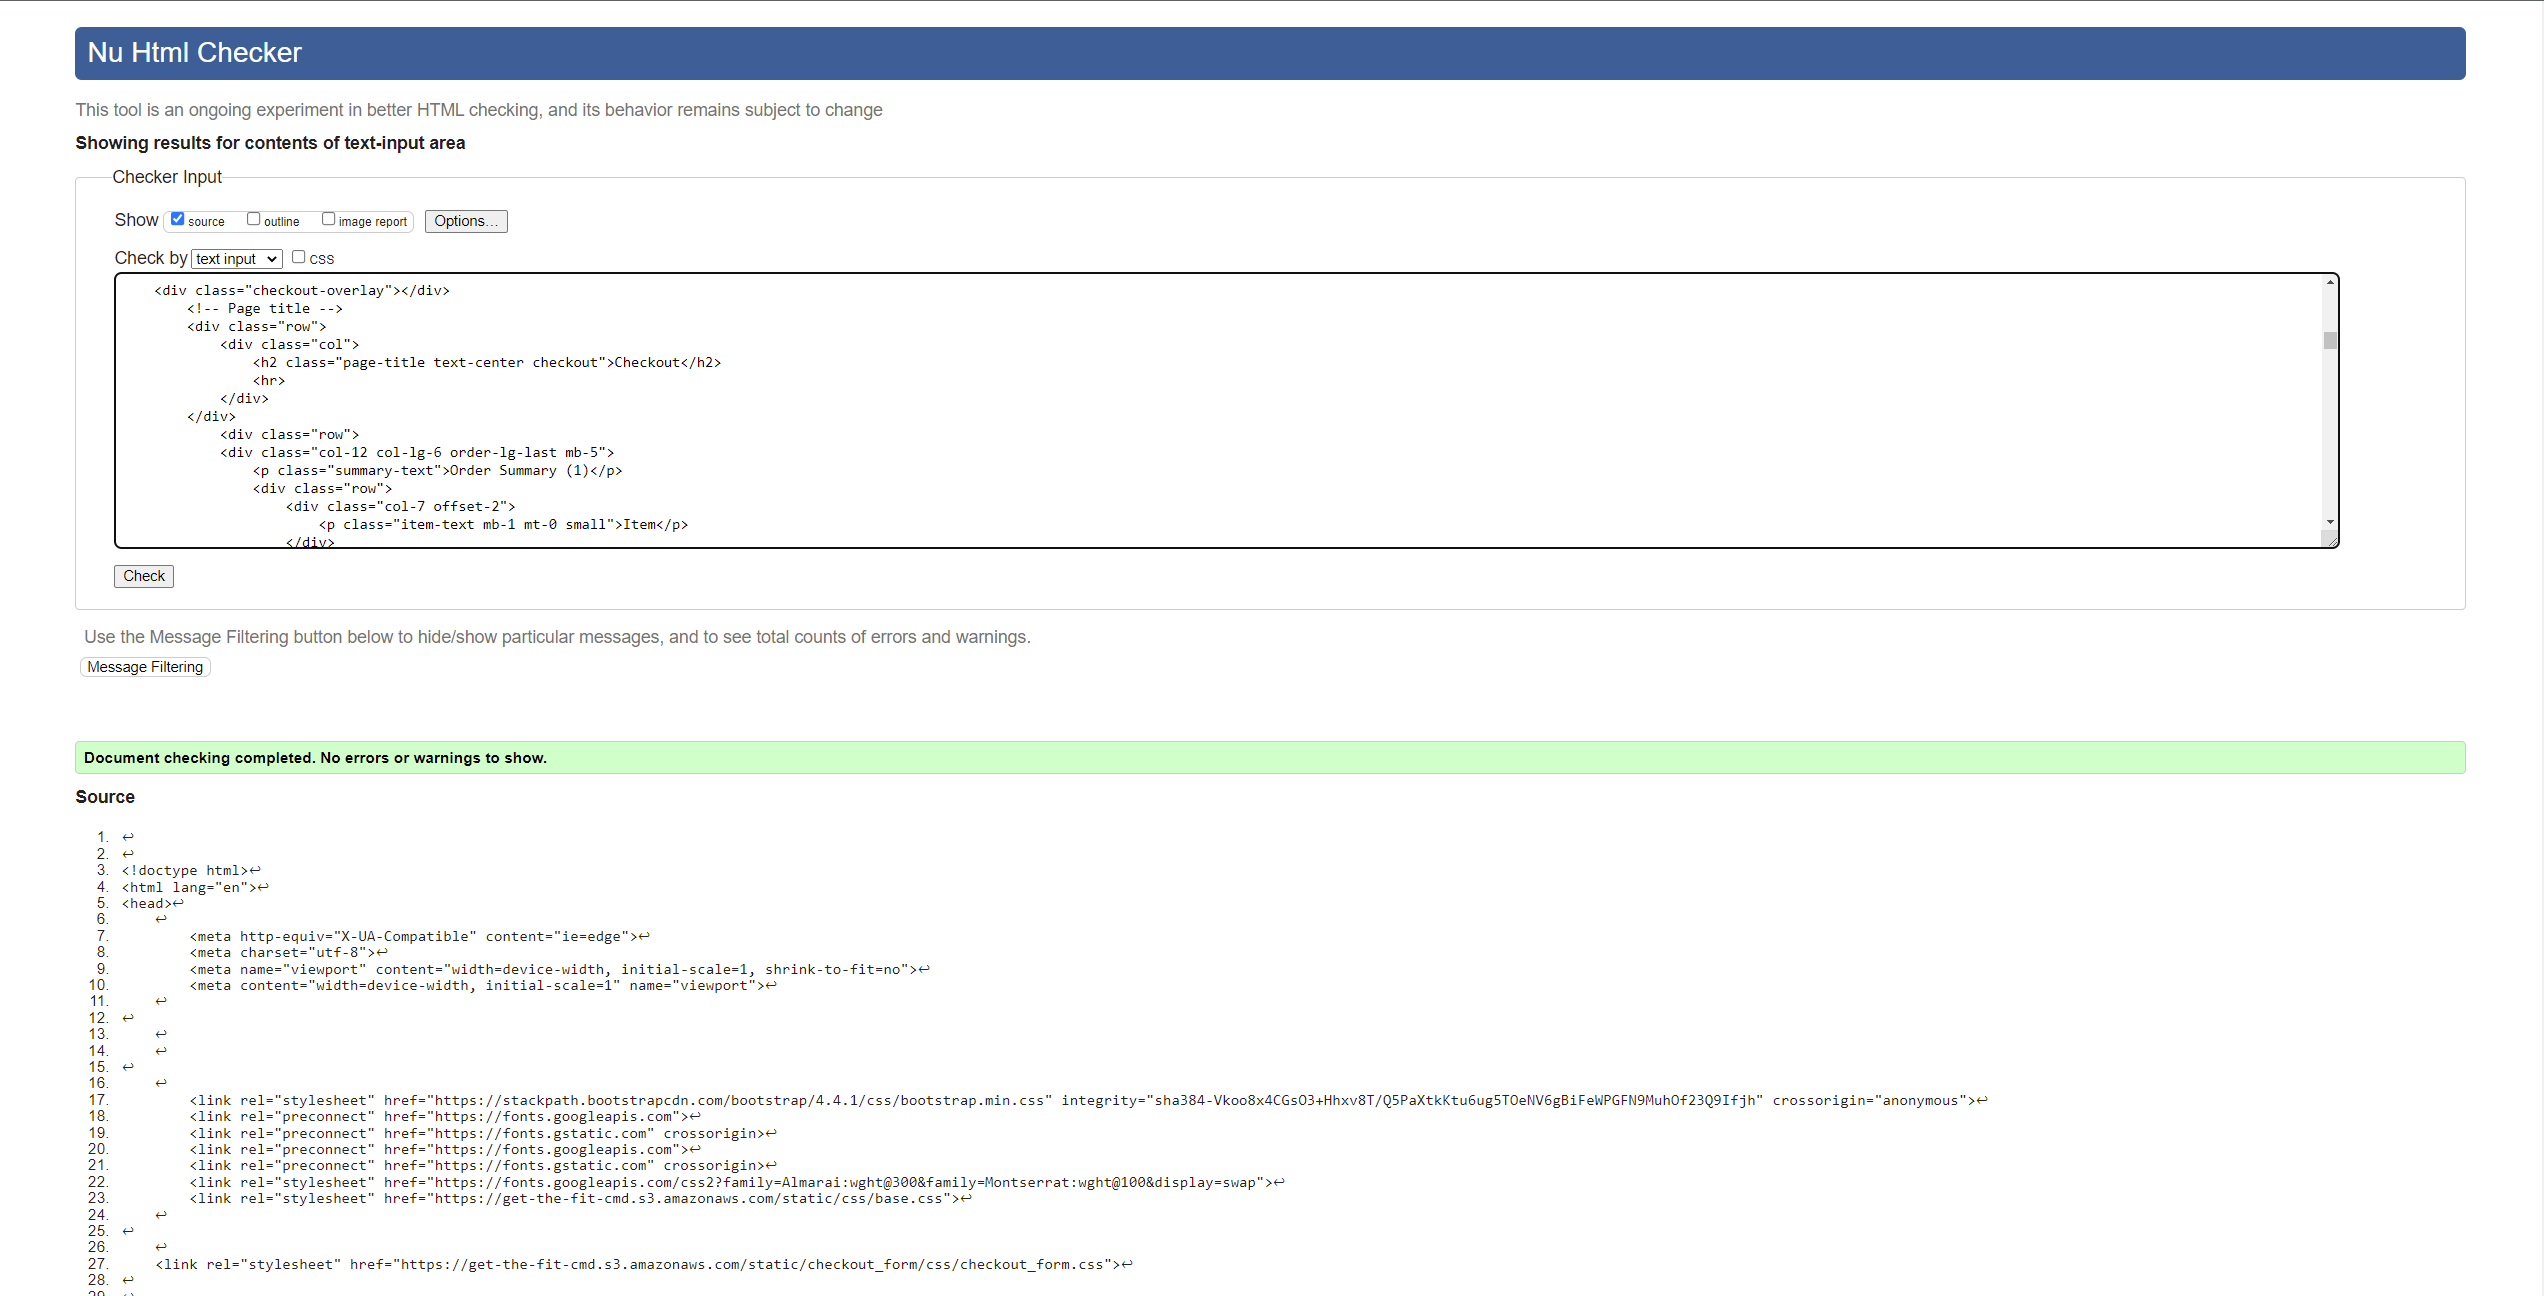 Nu Html Checker
This tool is an ongoing experiment in better HTML checking, and its behavior remains subject to change
Showing results for contents of text-input area
Checker Input
Show source outline image report Options...
Check by text input css
<div class="checkout-overlay"></div>
<!-- Page title -->
<div class="row">
<div class="col">
<h2 class="page-title text-center checkout">Checkout</h2>
<hr>
</div>
</div>
<div class="row">
<div class="col-12 col-lg-6 order-lg-last mb-5">
<p class="summary-text">Order Summary (1)</p>
<div class="row">
<div class="col-7 offset-2">
<p class="item-text mb-1 mt-0 small">Item</p>
</div>
Check
Use the Message Filtering button below to hide/show particular messages, and to see total counts of errors and warnings.
Message Filtering
Document checking completed. No errors or warnings to show.
Source
1. ↩
2. ↩
3. <!doctype html>↩
4. <html lang="en">↩
5. <head>↩
6. ↩
7. <meta http-equiv="X-UA-Compatible" content="ie=edge">↩
8. <meta charset="utf-8">↩
9. <meta name="viewport" content="width=device-width, initial-scale=1, shrink-to-fit=no">↩
10. <meta content="width=device-width, initial-scale=1" name="viewport">↩
11. ↩
12. ↩
13. ↩
14. ↩
15. ↩
16. ↩
17. <link rel="stylesheet" href="https://stackpath.bootstrapcdn.com/bootstrap/4.4.1/css/bootstrap.min.css" integrity="sha384-Vkoo8x4CGsO3+Hhxv8T/Q5PaXtkKtu6ug5TOeNV6gBiFeWPGFN9MuhOf23Q9Ifjh" crossorigin="anonymous">↩
18. <link rel="preconnect" href="https://fonts.googleapis.com">↩
19. <link rel="preconnect" href="https://fonts.gstatic.com" crossorigin>↩
20. <link rel="preconnect" href="https://fonts.googleapis.com">↩
21. <link rel="preconnect" href="https://fonts.gstatic.com" crossorigin>↩
22. <link rel="stylesheet" href="https://fonts.googleapis.com/css2?family=Almarai:wght@300&family=Montserrat:wght@100&display=swap">↩
23. <link rel="stylesheet" href="https://get-the-fit-cmd.s3.amazonaws.com/static/css/base.css">↩
24. ↩
25. ↩
26. ↩
27. <link rel="stylesheet" href="https://get-the-fit-cmd.s3.amazonaws.com/static/checkout_form/css/checkout_form.css">↩
28. ↩
29. ↩